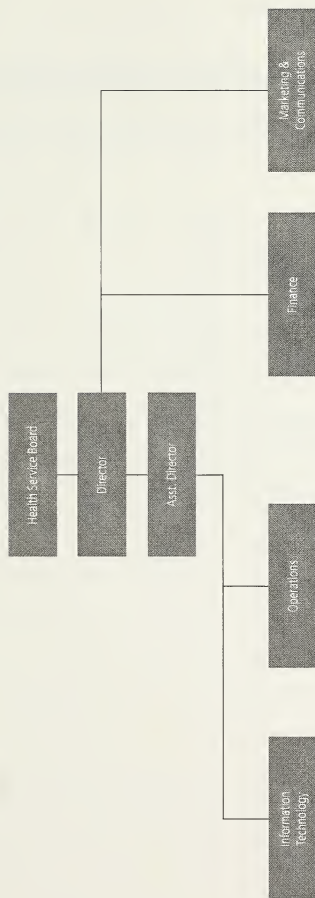 Health Service Board
Director
Asst. Director
Information
Technology
Operations
Finance
Marketing &
Communications